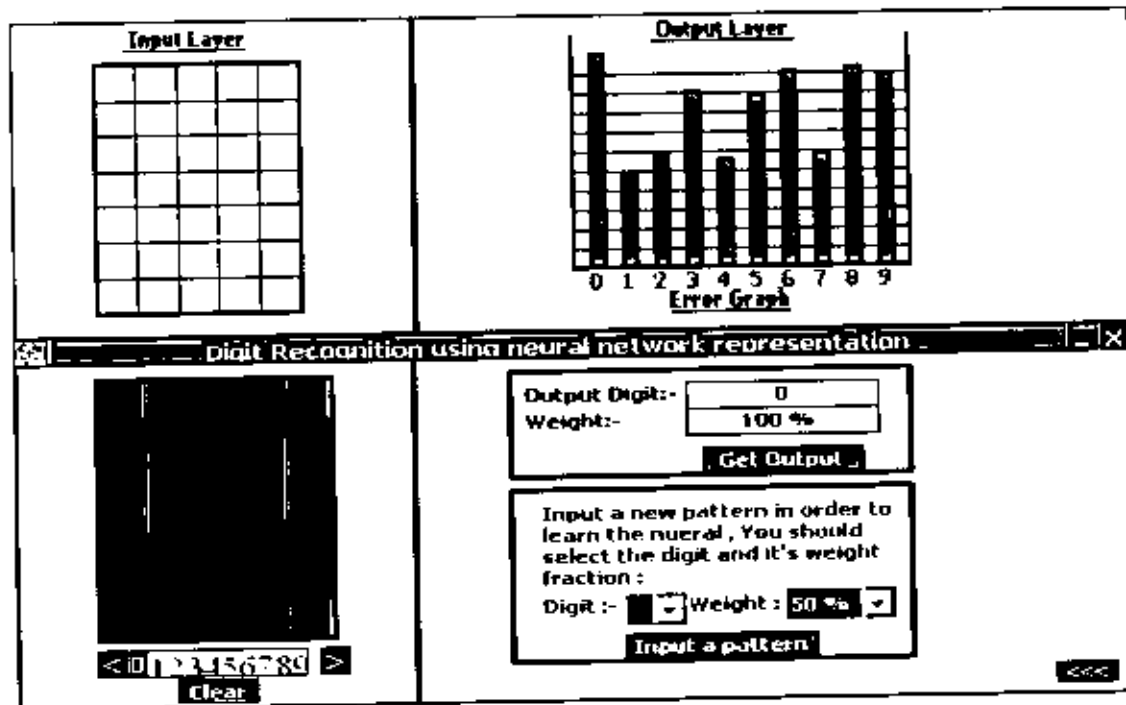 Input Layer
Output Layer
0 1 2 3 4 5 6 7 8 9
Error Graph
Digit Recognition using neural network representation
Output Digit:- 0
Weight:- 100 %
Get Output
Input a new pattern in order to
learn the nueral , You should
select the digit and it's weight
fraction :
Digit :- Weight : 50 %
Input a pattern
< 0 123456789 >
Clear
<<<